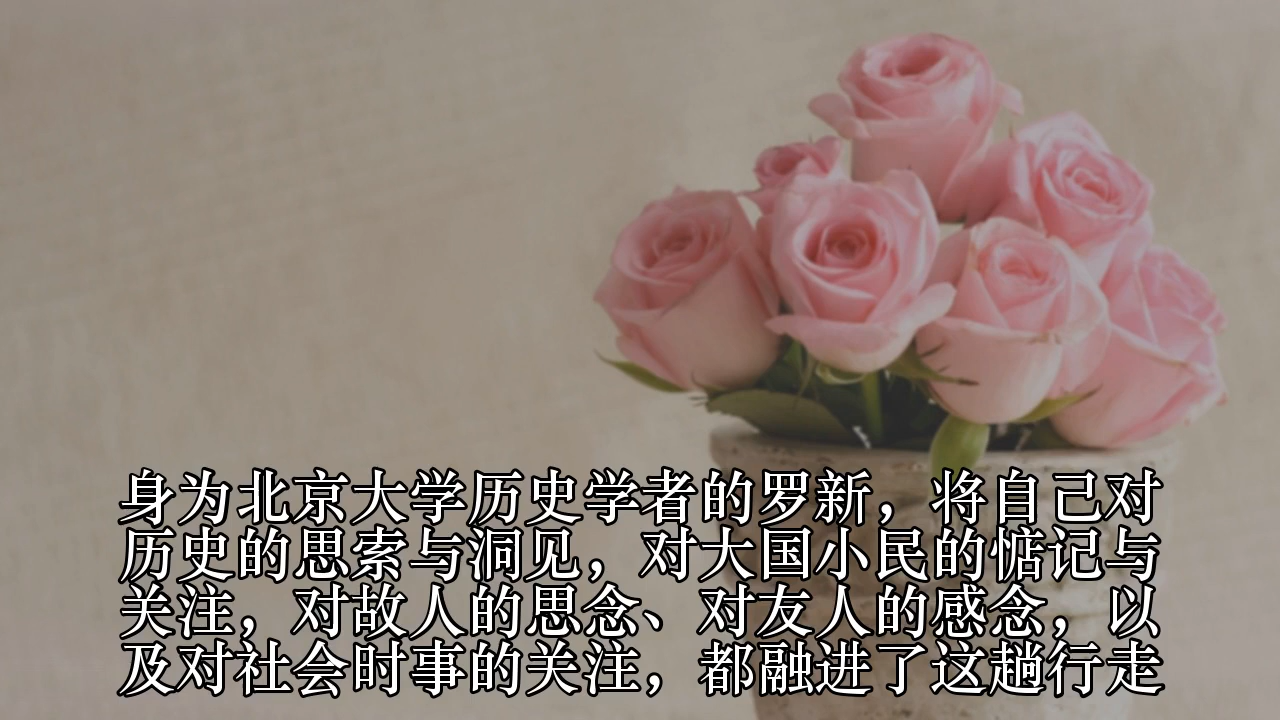 身为北京大学历史学者的罗新，将自己对
历史的思索与洞见，对大国小民的惦记与
关注，对故人的思念、对友人的感念，以
及对社会时事的关注，都融进了这趟行走